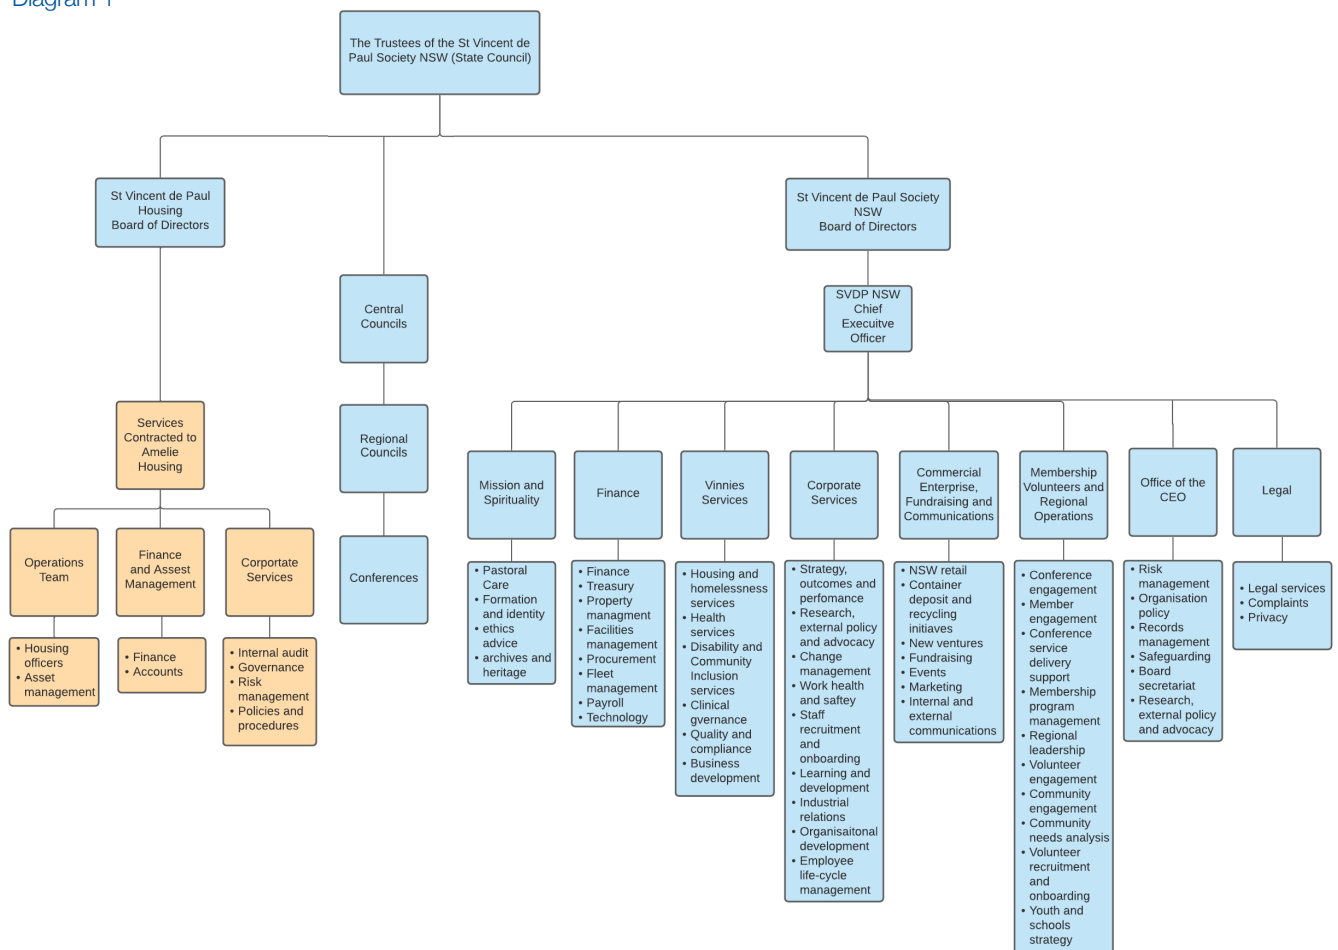 Diagram 1
The Trustees of the St Vincent de
Paul Society NSW (State Council)
St Vincent de Paul
Housing
Board of Directors
St Vincent de Paul Society
NSW
Board of Directors
Central
Councils
SVDP NSW
Chief
Execuitve
Officer
Services
Contracted to
Amelie
Housing
Regional
Councils
Conferences
Operations
Team
Finance
and Assest
Management
Corportate
Services
• Housing
officers
• Asset
management
• Finance
• Accounts
• Internal audit
• Governance
• Risk
management
• Policies and
procedures
Mission and
Spirituality
Finance
Vinnies
Services
Corporate
Services
Commercial
Enterprise,
Fundraising and
Communications
Membership
Volunteers and
Regional
Operations
Office of the
CEO
Legal
• Pastoral
Care
• Formation
and identity
• ethics
advice
• archives and
heritage
• Finance
• Treasury
• Property
managment
• Facilities
management
• Procurement
• Fleet
management
• Payroll
• Technology
• Housing and
homelessness
services
• Health
services
• Disability and
Community
Inclusion
services
• Clinical
gvernance
• Quality and
compliance
• Business
development
• Strategy,
outcomes and
perfomance
• Research,
external policy
and advocacy
• Change
management
• Work health
and saftey
• Staff
recruitment
and
onboarding
• Learning and
development
• Industrial
relations
• Organisaitonal
development
• Employee
life-cycle
management
• NSW retail
• Container
deposit and
recycling
initiaves
• New ventures
• Fundraising
• Events
• Marketing
• Internal and
external
communications
• Conference
engagement
• Member
engagement
• Conference
service
delivery
support
• Membership
program
management
• Regional
leadership
• Volunteer
engagement
• Community
engagement
• Community
needs analysis
• Volunteer
recruitment
and
onboarding
• Youth and
schools
strategy
• Risk
management
• Organisation
policy
• Records
management
• Safeguarding
• Board
secretariat
• Research,
external policy
and advocacy
• Legal services
• Complaints
• Privacy